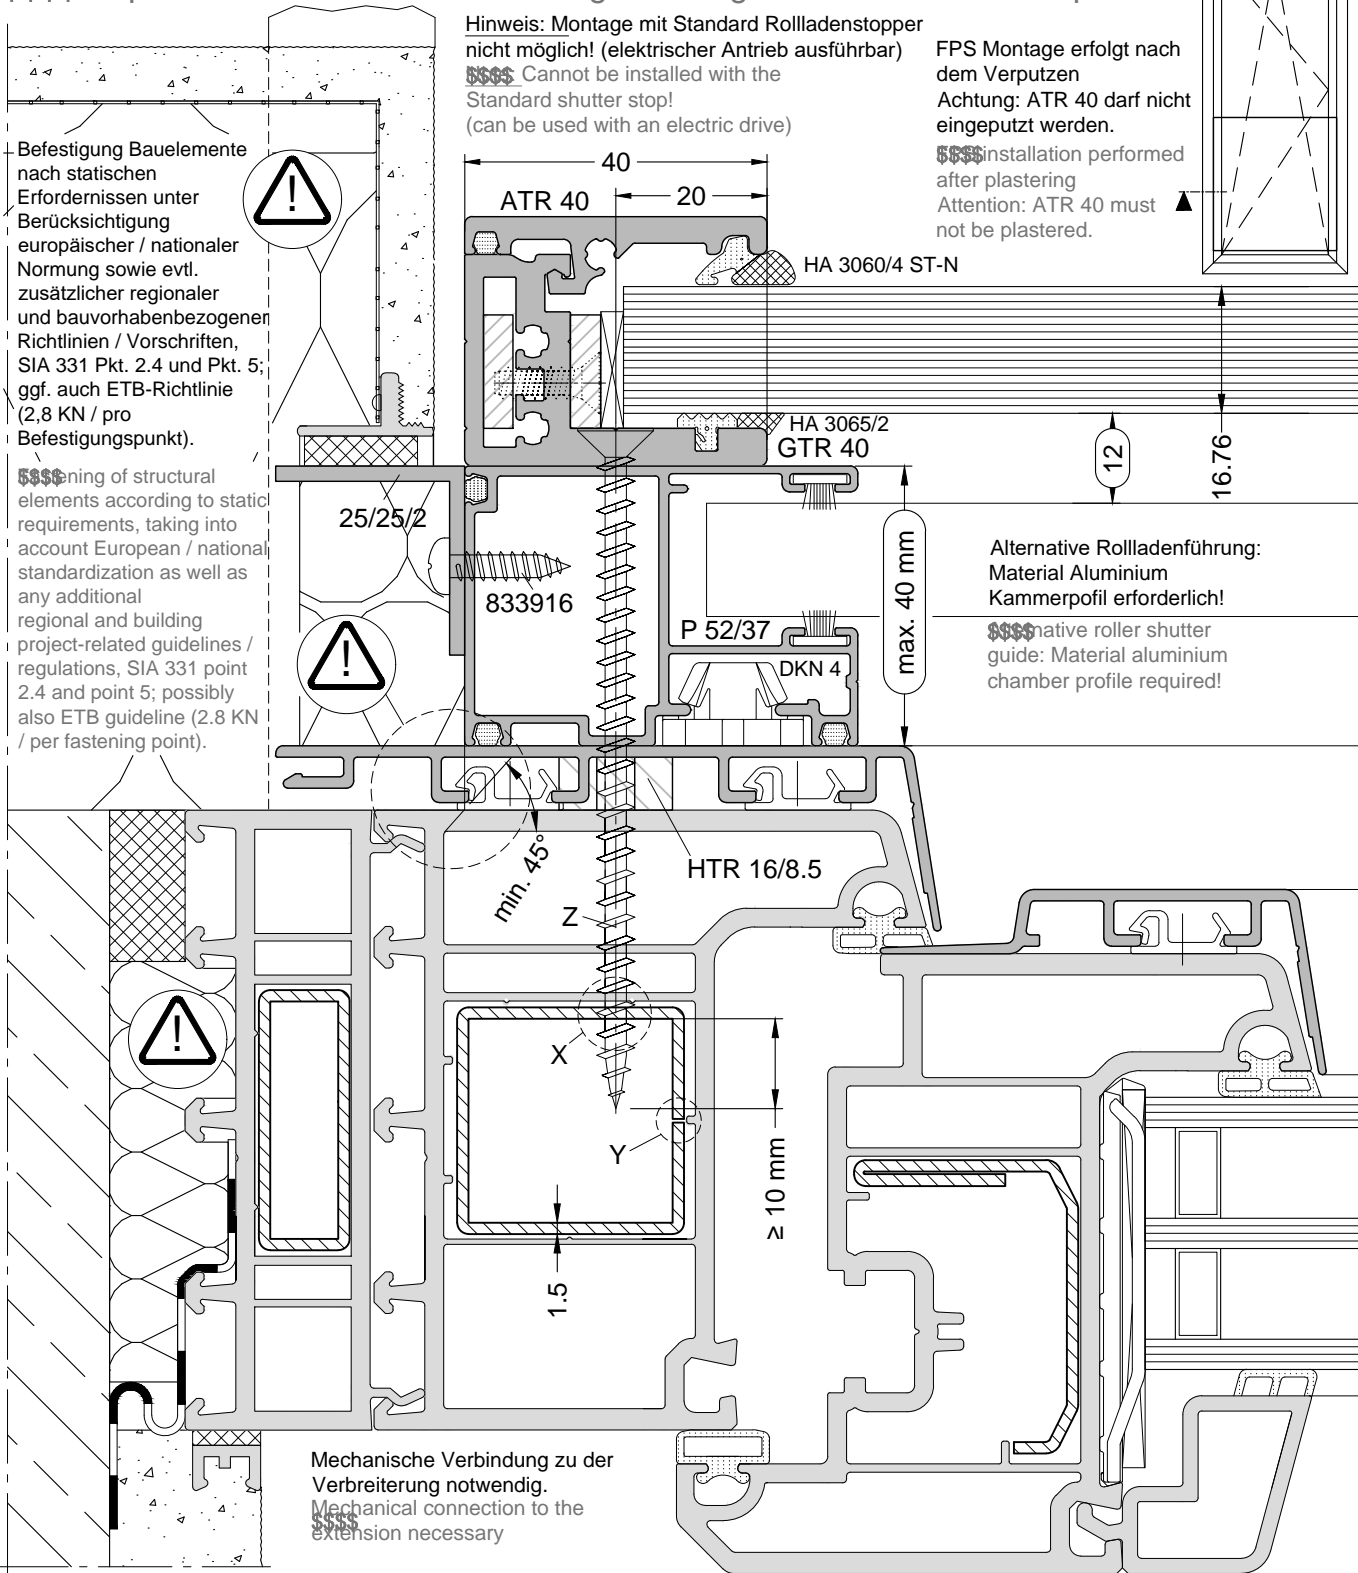 Hinweis: Montage mit Standard Rollladenstopper
nicht möglich! (elektrischer Antrieb ausführbar)
$$$$ Cannot be installed with the
Standard shutter stop!
(can be used with an electric drive)
FPS Montage erfolgt nach
dem Verputzen
Achtung: ATR 40 darf nicht
eingeputzt werden.
$$$$ installation performed
after plastering
Attention: ATR 40 must
not be plastered.
Befestigung Bauelemente
nach statischen
Erfordernissen unter
Berücksichtigung
europäischer / nationaler
Normung sowie evtl.
zusätzlicher regionaler
und bauvorhabenbezogener
Richtlinien / Vorschriften,
SIA 331 Pkt. 2.4 und Pkt. 5;
ggf. auch ETB-Richtlinie
(2,8 KN / pro
Befestigungspunkt).
$$$$ening of structural
elements according to static
requirements, taking into
account European / national
standardization as well as
any additional
regional and building
project-related guidelines /
regulations, SIA 331 point
2.4 and point 5; possibly
also ETB guideline (2.8 KN
/ per fastening point).
40
ATR 40
20
HA 3060/4 ST-N
HA 3065/2
GTR 40
12
16.76
25/25/2
833916
P 52/37
DKN 4
max. 40 mm
Alternative Rollladenführung:
Material Aluminium
Kammerpofil erforderlich!
$$$$native roller shutter
guide: Material aluminium
chamber profile required!
min. 45°
HTR 16/8.5
Z
X
Y
≥ 10 mm
1.5
Mechanische Verbindung zu der
Verbreiterung notwendig.
Mechanical connection to the
$$$$
extension necessary